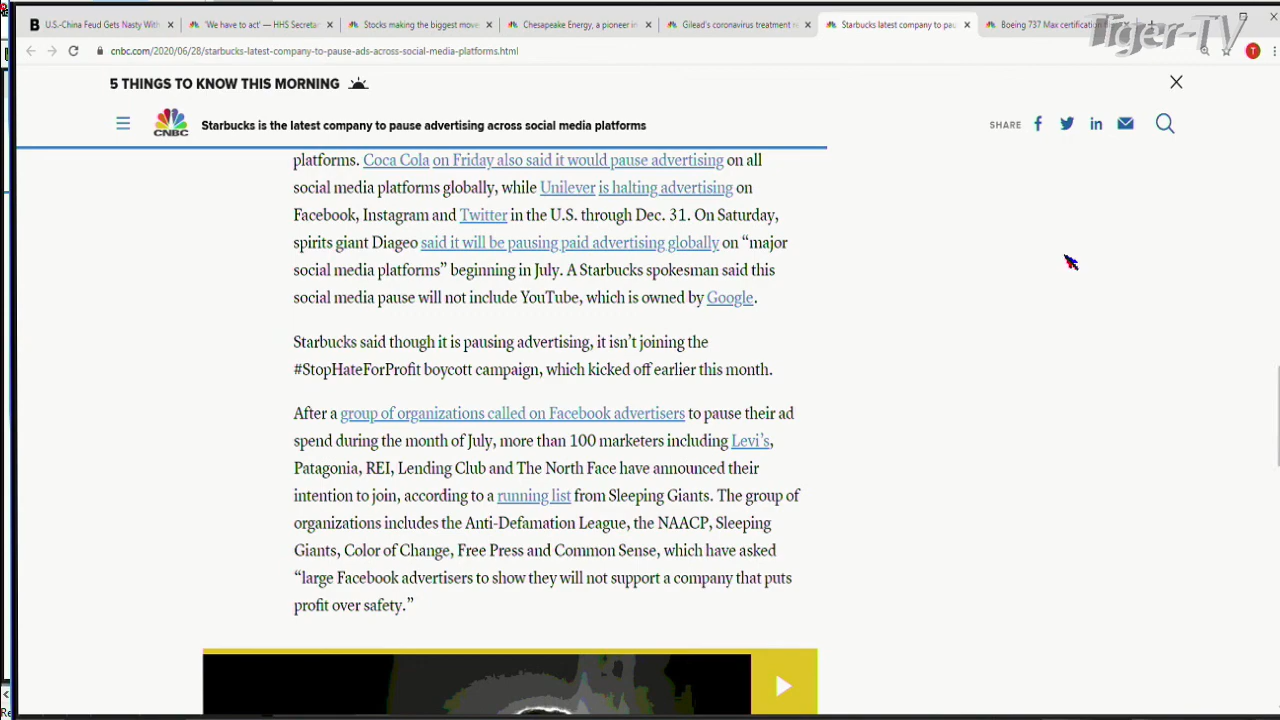 U.S.-China Feud Gets Nasty With
'We have to act' — HHS Secreta
Stocks making the biggest move
Chesapeake Energy, a pioneer in
Gilead's coronavirus treatment r
Starbucks latest company to pau
Boeing 737 Max certification
Tiger-TV
cnbc.com/2020/06/28/starbucks-latest-company-to-pause-ads-across-social-media-platforms.html
T
5 THINGS TO KNOW THIS MORNING
CNBC
Starbucks is the latest company to pause advertising across social media platforms
SHARE
platforms. Coca Cola on Friday also said it would pause advertising on all
social media platforms globally, while Unilever is halting advertising on
Facebook, Instagram and Twitter in the U.S. through Dec. 31. On Saturday,
spirits giant Diageo said it will be pausing paid advertising globally on “major
social media platforms” beginning in July. A Starbucks spokesman said this
social media pause will not include YouTube, which is owned by Google.
Starbucks said though it is pausing advertising, it isn’t joining the
#StopHateForProfit boycott campaign, which kicked off earlier this month.
After a group of organizations called on Facebook advertisers to pause their ad
spend during the month of July, more than 100 marketers including Levi’s,
Patagonia, REI, Lending Club and The North Face have announced their
intention to join, according to a running list from Sleeping Giants. The group of
organizations includes the Anti-Defamation League, the NAACP, Sleeping
Giants, Color of Change, Free Press and Common Sense, which have asked
“large Facebook advertisers to show they will not support a company that puts
profit over safety.”